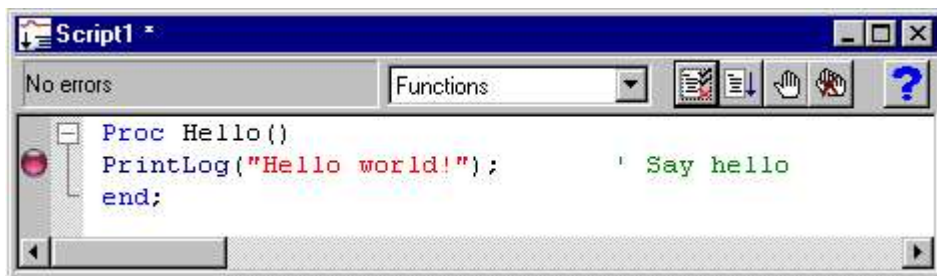 Script1 *
No errors
Functions
?
Proc Hello()
PrintLog("Hello world!"); ' Say hello
end;